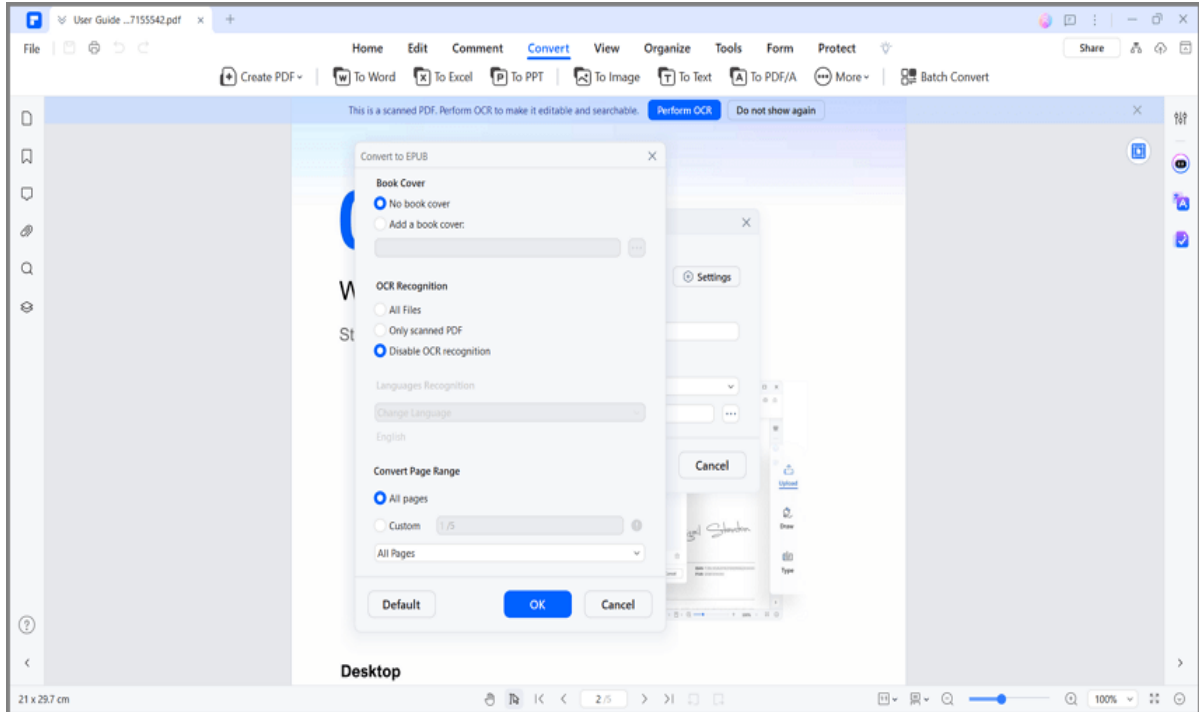 User Guide ...7155542.pdf
File
Home Edit Comment Convert View Organize Tools Form Protect
Share
Create PDF To Word To Excel To PPT To Image To Text To PDF/A More Batch Convert
This is a scanned PDF. Perform OCR to make it editable and searchable. Perform OCR Do not show again
Convert to EPUB
Book Cover
No book cover
Add a book cover:
OCR Recognition
Settings
All Files
St
Only scanned PDF
Disable OCR recognition
Languages Recognition
Change Language
English
Cancel
Convert Page Range
Upload
All pages
Custom 1 /5
Draw
All Pages
Type
Default OK Cancel
Desktop
21 x 29.7 cm
2 /5
100%